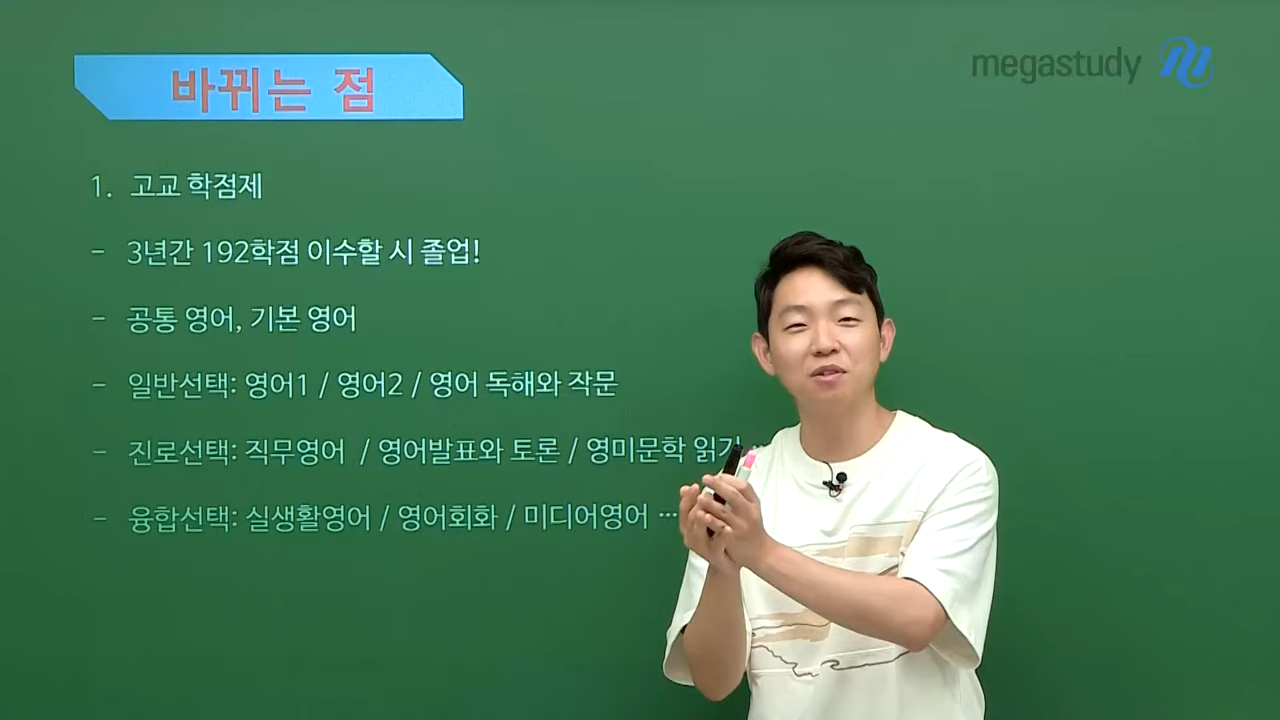 바뀌는 점
megastudy
1. 고교 학점제
- 3년간 192학점 이수할 시 졸업!
- 공통 영어, 기본 영어
- 일반선택: 영어1 / 영어2 / 영어 독해와 작문
- 진로선택: 직무영어 / 영어발표와 토론 / 영미문학 읽기 …
- 융합선택: 실생활영어 / 영어회화 / 미디어영어 …